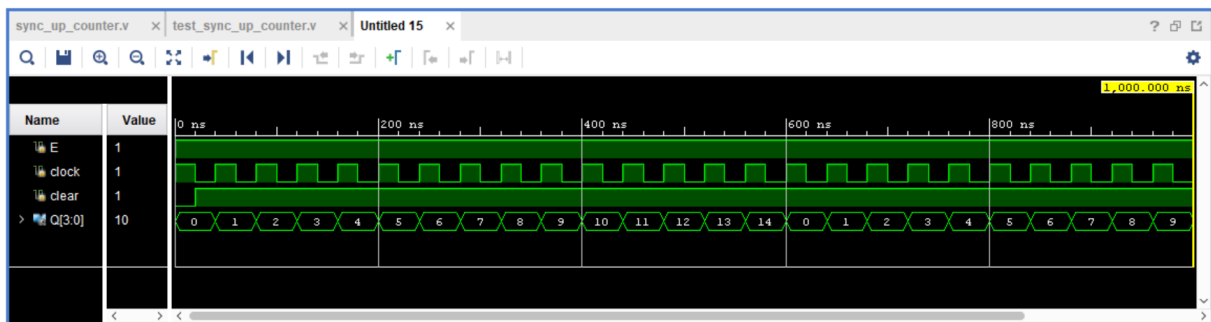 sync_up_counter.v × test_sync_up_counter.v × Untitled 15 ×
?
1,000.000 ns
Name Value 0 ns 200 ns 400 ns 600 ns 800 ns
E 1
clock 1
clear 1
> Q[3:0] 10 0 1 2 3 4 5 6 7 8 9 10 11 12 13 14 0 1 2 3 4 5 6 7 8 9